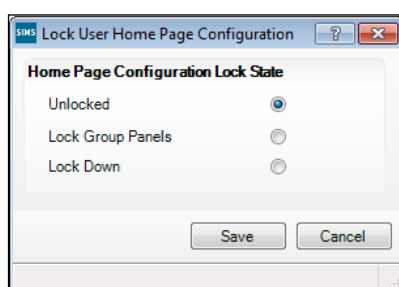 SIMS Lock User Home Page Configuration ?
Home Page Configuration Lock State
Unlocked
Lock Group Panels
Lock Down
Save Cancel